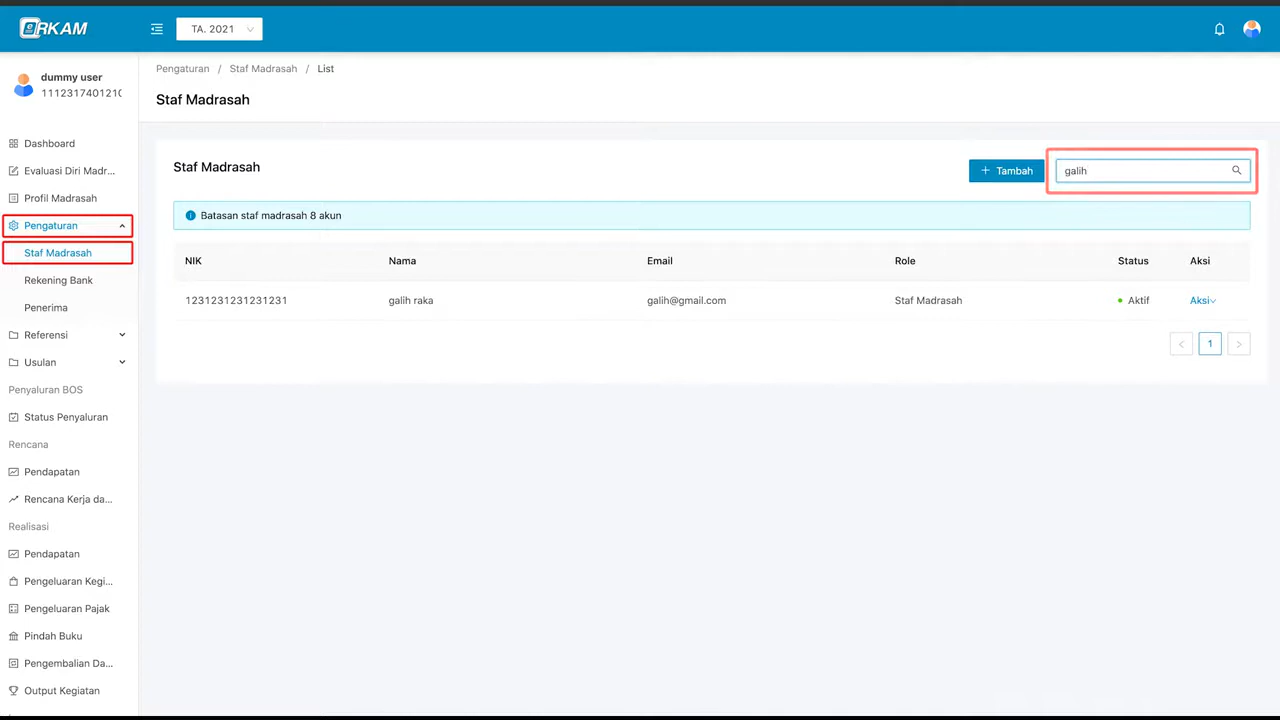 eRKAM
TA. 2021
dummy user
111231740121(
Dashboard
Evaluasi Diri Madr...
Profil Madrasah
Pengaturan
Staf Madrasah
Rekening Bank
Penerima
Referensi
Usulan
Penyaluran BOS
Status Penyaluran
Rencana
Pendapatan
Rencana Kerja da...
Realisasi
Pendapatan
Pengeluaran Kegi...
Pengeluaran Pajak
Pindah Buku
Pengembalian Da...
Output Kegiatan
Pengaturan / Staf Madrasah / List
Staf Madrasah
Staf Madrasah
+ Tambah
galih
Batasan staf madrasah 8 akun
NIK Nama Email Role Status Aksi
1231231231231231 galih raka galih@gmail.com Staf Madrasah Aktif Aksi
< 1 >